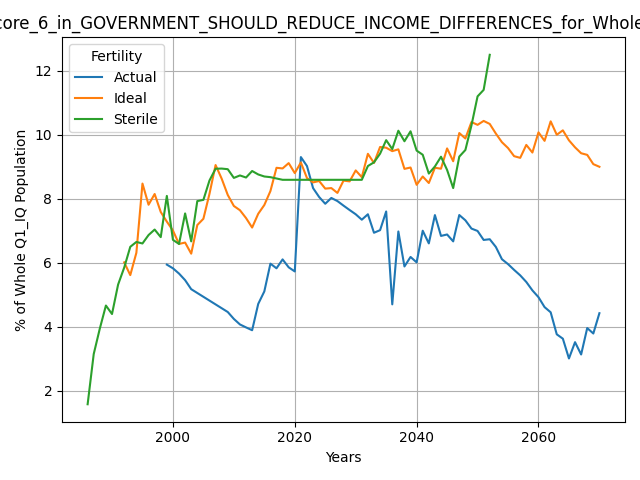 core_6_in_GOVERNMENT_SHOULD_REDUCE_INCOME_DIFFERENCES_for_Whole
Fertility
Actual
Ideal
Sterile
% of Whole Q1_IQ Population
12
10
8
6
4
2
2000 2020 2040 2060
Years